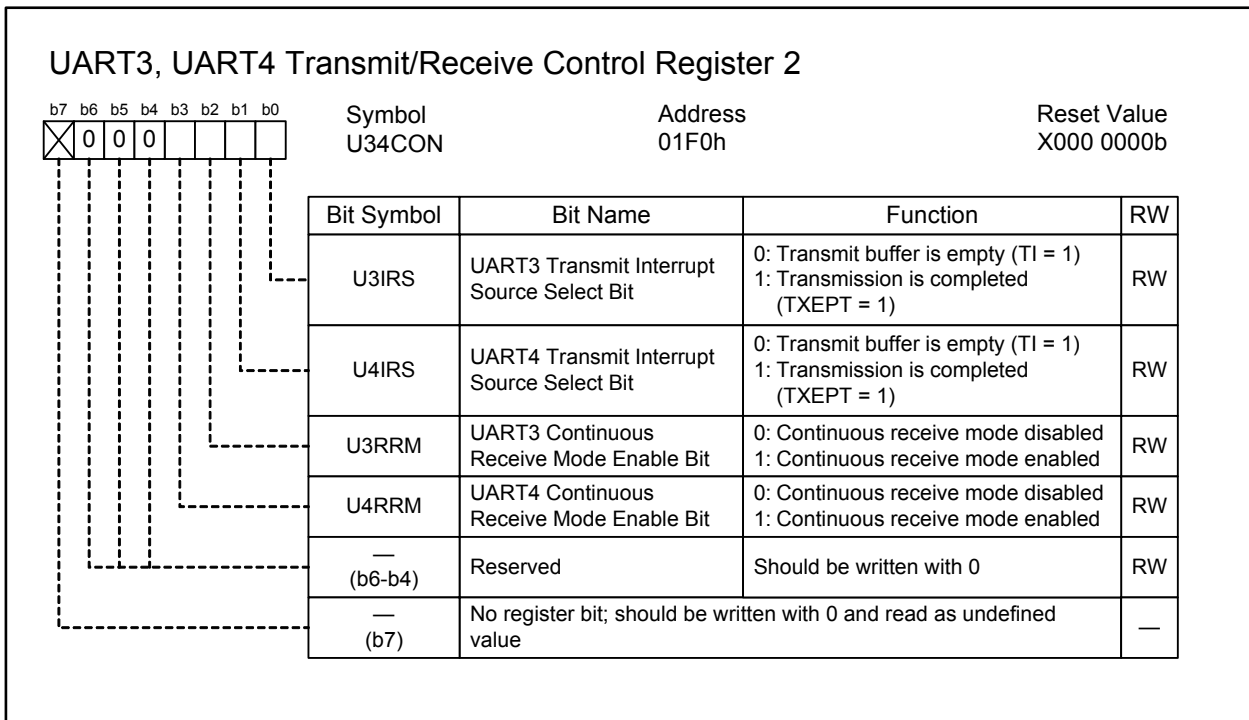 UART3, UART4 Transmit/Receive Control Register 2
b7 b6 b5 b4 b3 b2 b1 b0
0 0 0
Symbol Address Reset Value
U34CON 01F0h X000 0000b
Bit Symbol Bit Name Function RW
U3IRS
UART3 Transmit Interrupt
Source Select Bit
0: Transmit buffer is empty (TI = 1)
1: Transmission is completed
(TXEPT = 1)
RW
U4IRS
UART4 Transmit Interrupt
Source Select Bit
0: Transmit buffer is empty (TI = 1)
1: Transmission is completed
(TXEPT = 1)
RW
U3RRM
UART3 Continuous
Receive Mode Enable Bit
0: Continuous receive mode disabled
1: Continuous receive mode enabled
RW
U4RRM
UART4 Continuous
Receive Mode Enable Bit
0: Continuous receive mode disabled
1: Continuous receive mode enabled
RW
—
(b6-b4)
Reserved
Should be written with 0
RW
—
(b7)
No register bit; should be written with 0 and read as undefined
value
—